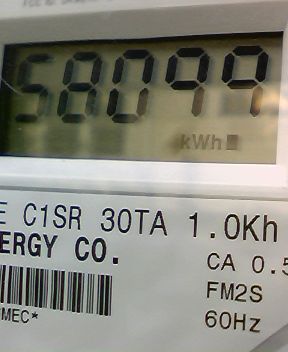 58099
kWh
E C1SR 30TA 1.0Kh
ERGY CO.
CA 0.5
FM2S
MEC*
60Hz